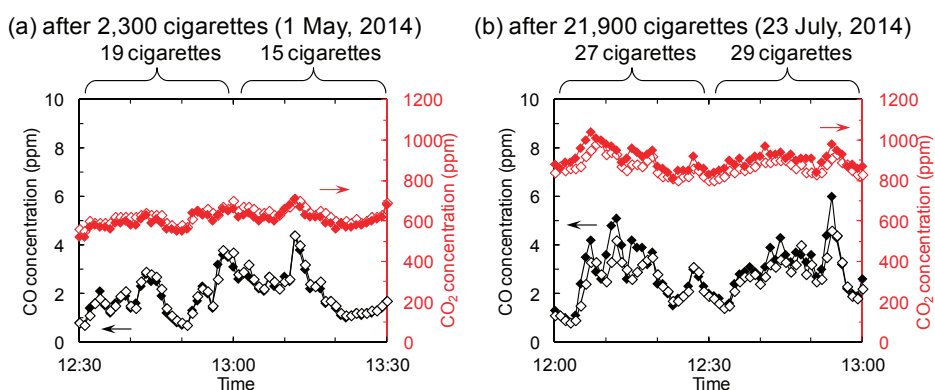 (a) after 2,300 cigarettes (1 May, 2014)
19 cigarettes 15 cigarettes
10
8
6
4
2
0
CO concentration (ppm)
1200
1000
800
600
400
200
0
CO₂ concentration (ppm)
12:30 13:00 13:30
Time
(b) after 21,900 cigarettes (23 July, 2014)
27 cigarettes 29 cigarettes
10
8
6
4
2
0
CO concentration (ppm)
1200
1000
800
600
400
200
0
CO₂ concentration (ppm)
12:00 12:30 13:00
Time